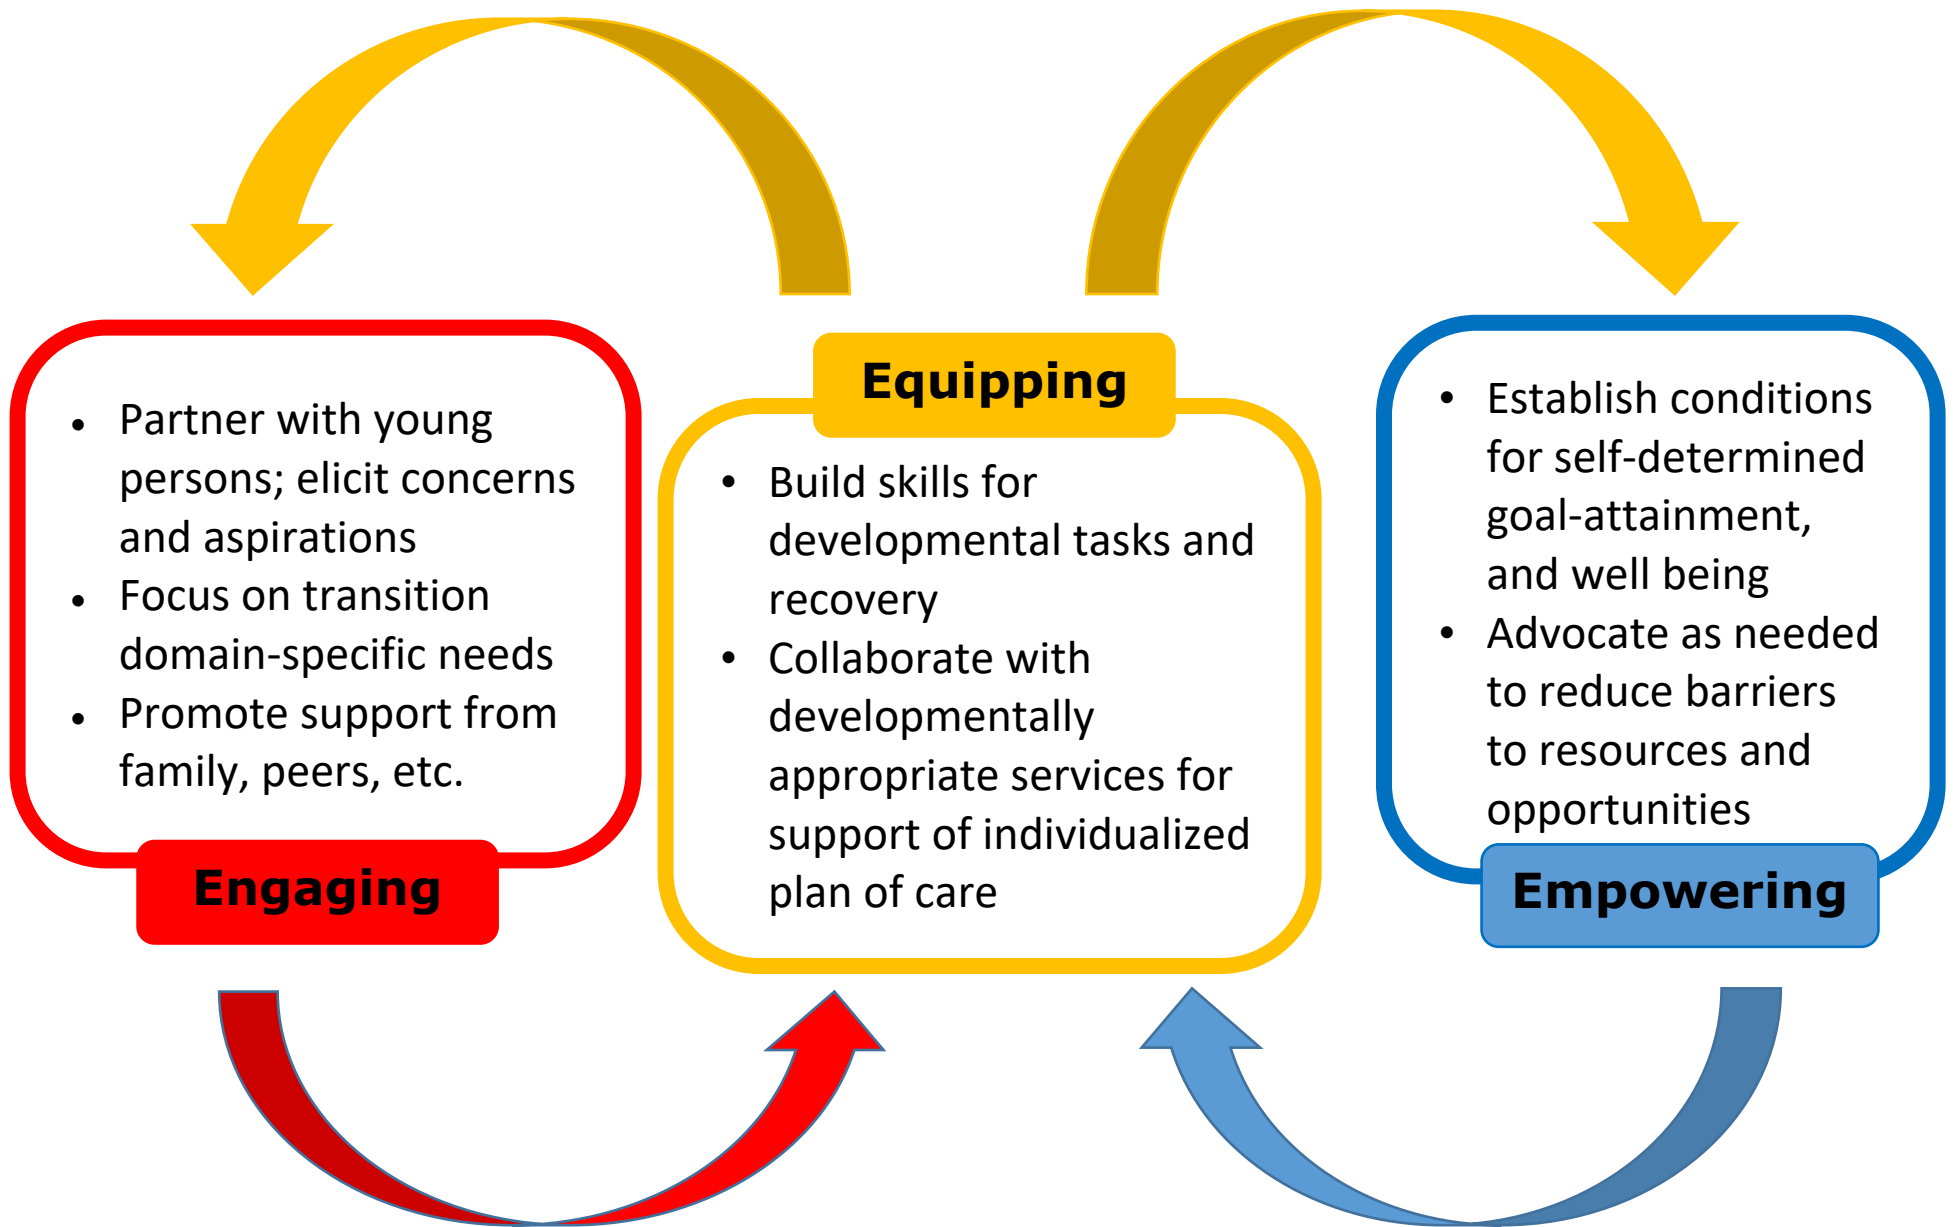 • Partner with young
persons; elicit concerns
and aspirations
• Focus on transition
domain-specific needs
• Promote support from
family, peers, etc.
Engaging
Equipping
• Build skills for
developmental tasks and
recovery
• Collaborate with
developmentally
appropriate services for
support of individualized
plan of care
• Establish conditions
for self-determined
goal-attainment,
and well being
• Advocate as needed
to reduce barriers
to resources and
opportunities
Empowering